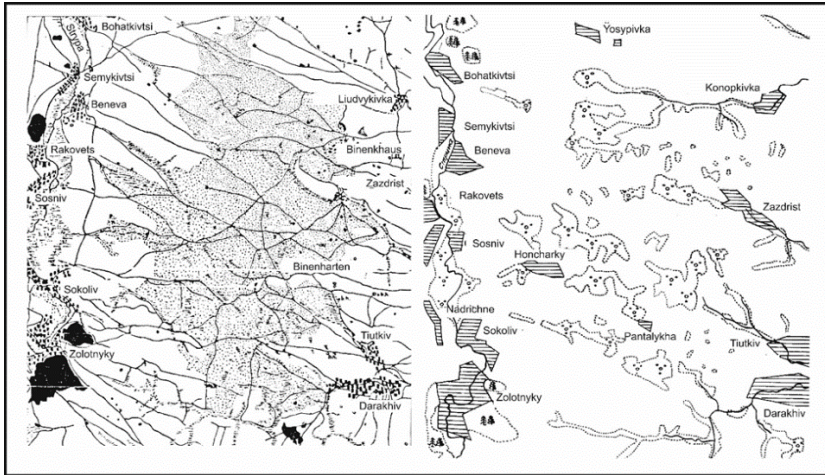 Bohatkivtsi
Strypa
Semykivtsi
Beneva
Liudvykivka
Rakovets
Binenkhaus
Zazdrist
Sosniv
Binenharten
Sokoliv
Tiutkiv
Zolotnyky
Darakhiv
Yosypivka
Bohatkivtsi
Konopkivka
Semykivtsi
Beneva
Rakovets
Zazdrist
Sosniv
Honcharky
Nadrichne
Sokoliv
Pantalykha
Tiutkiv
Zolotnyky
Darakhiv